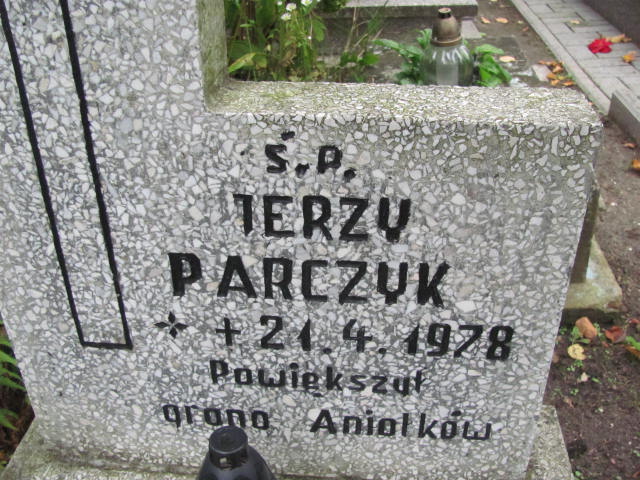 Ś.P.
JERZY
PARCZYK
* + 21.4.1978
Powiększył
grono Aniołków